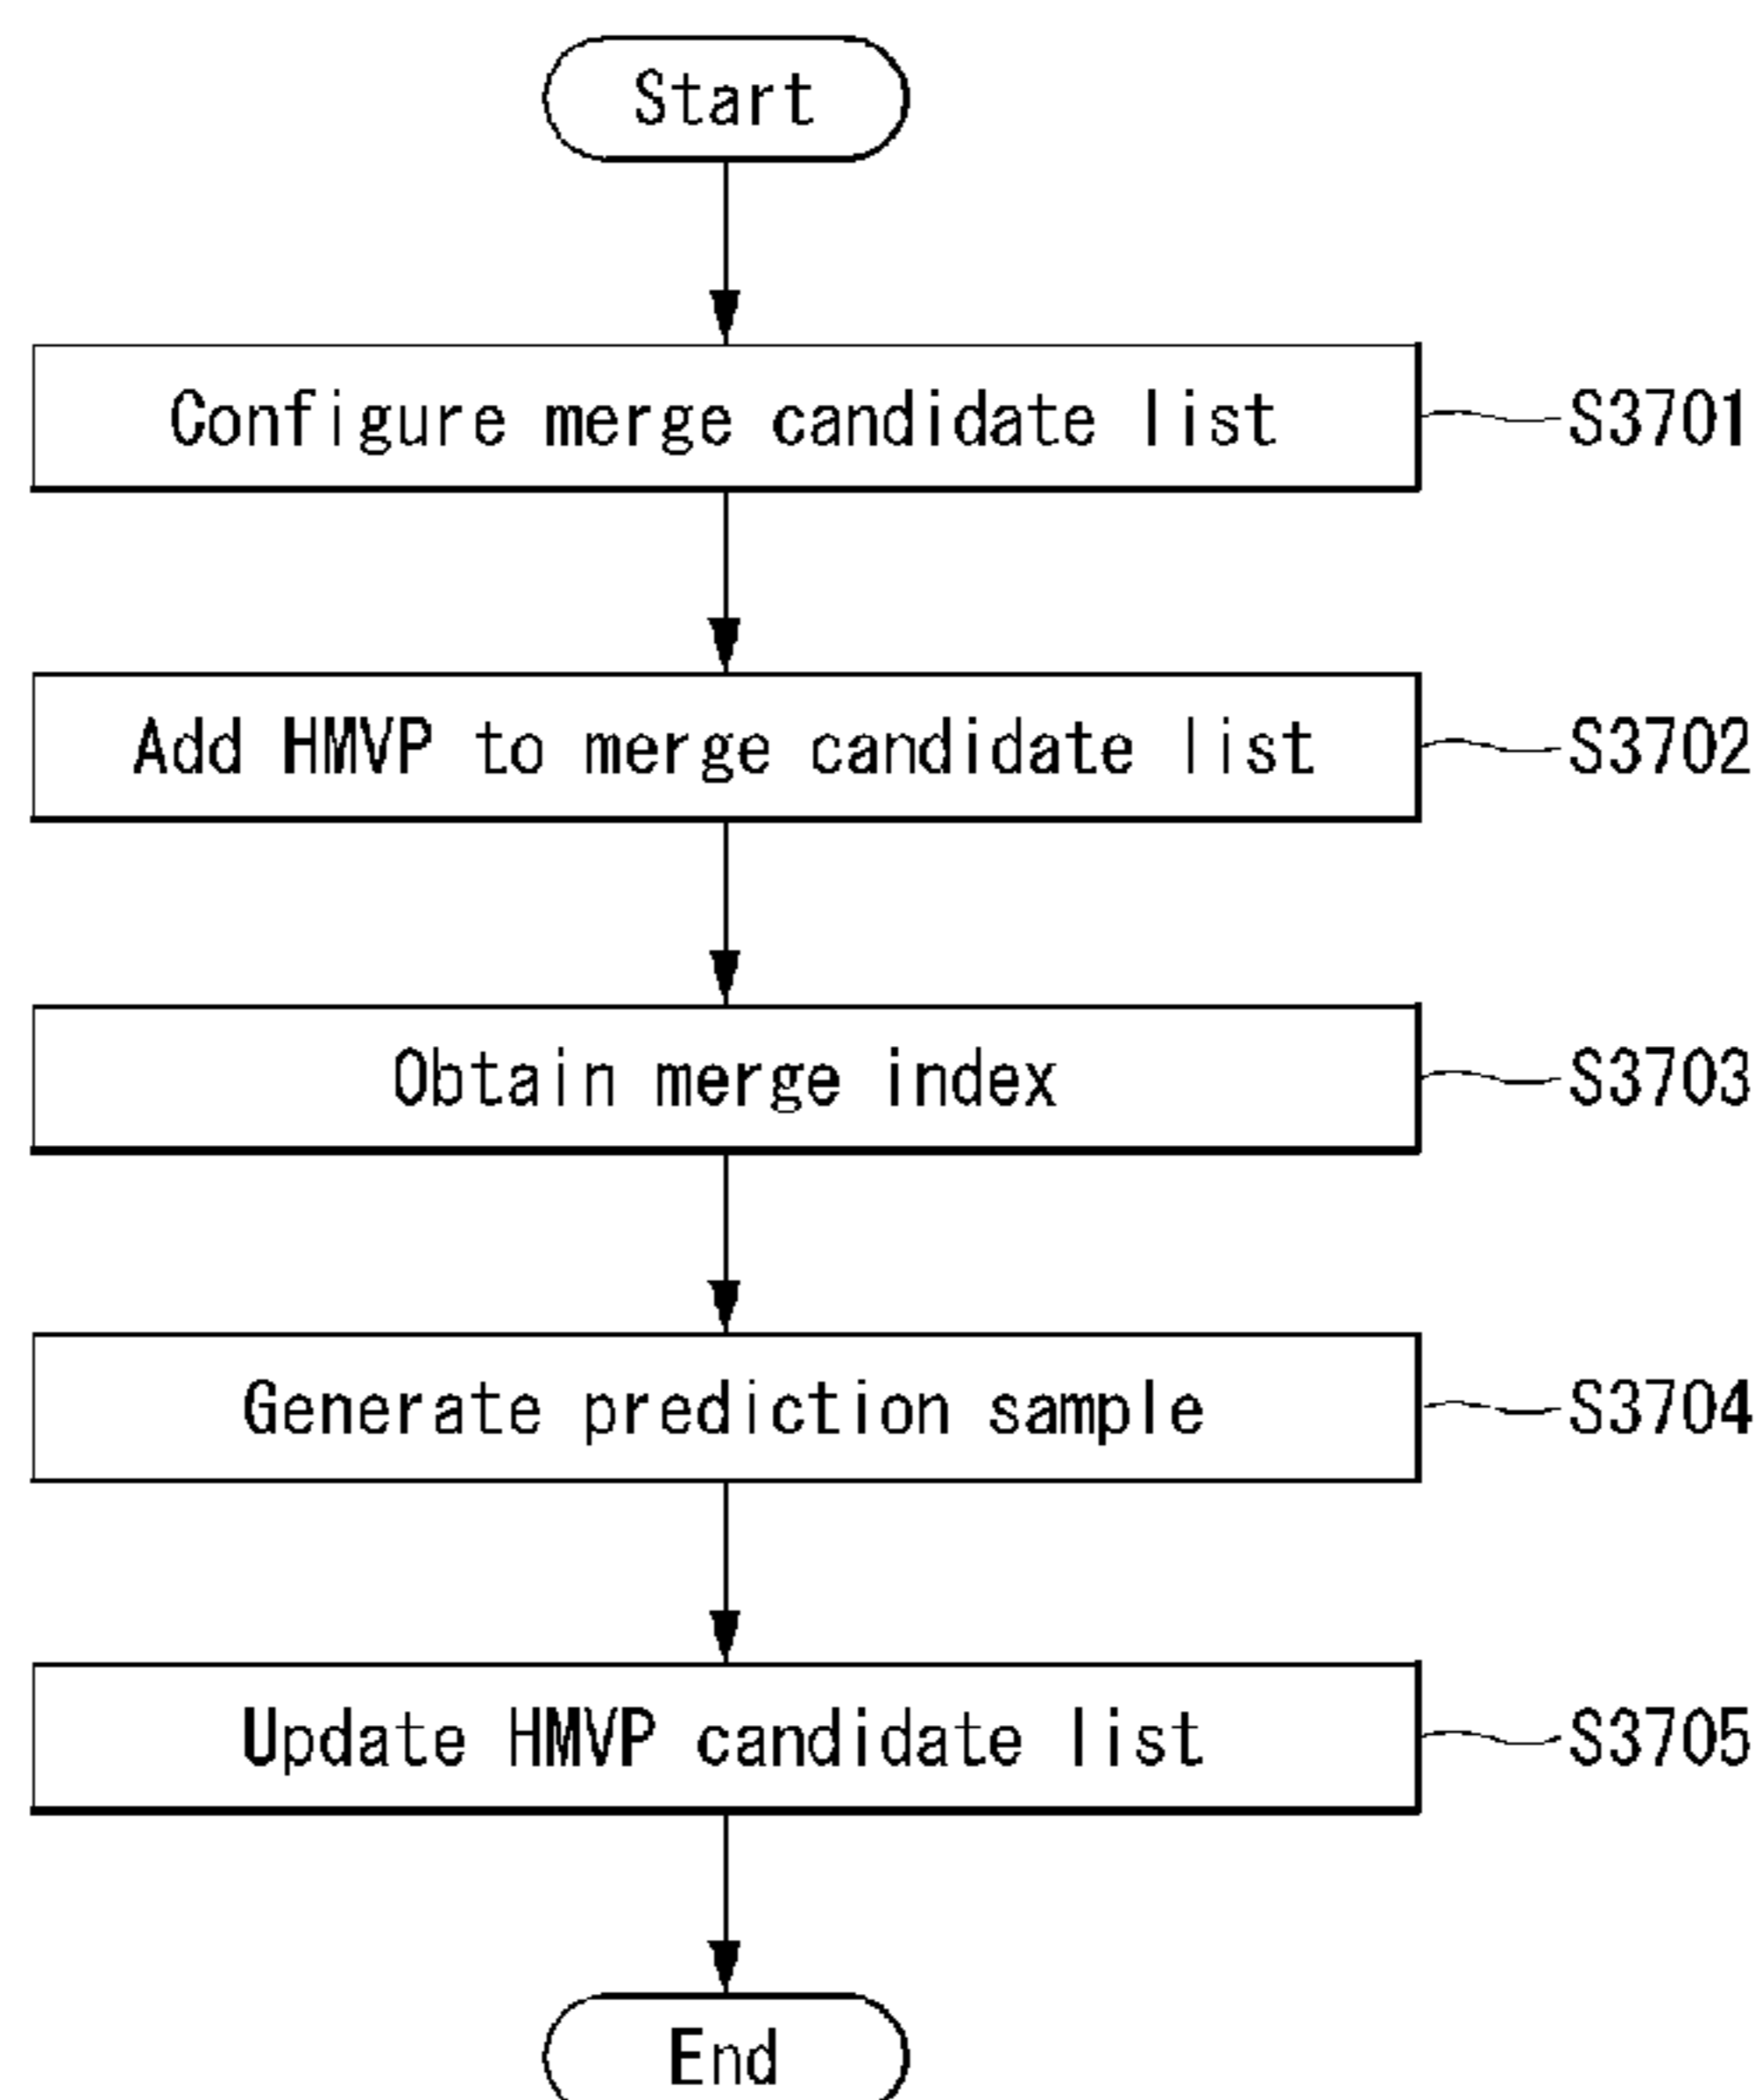 Start
Configure merge candidate list
S3701
Add HMVP to merge candidate list
S3702
Obtain merge index
S3703
Generate prediction sample
S3704
Update HMVP candidate list
S3705
End